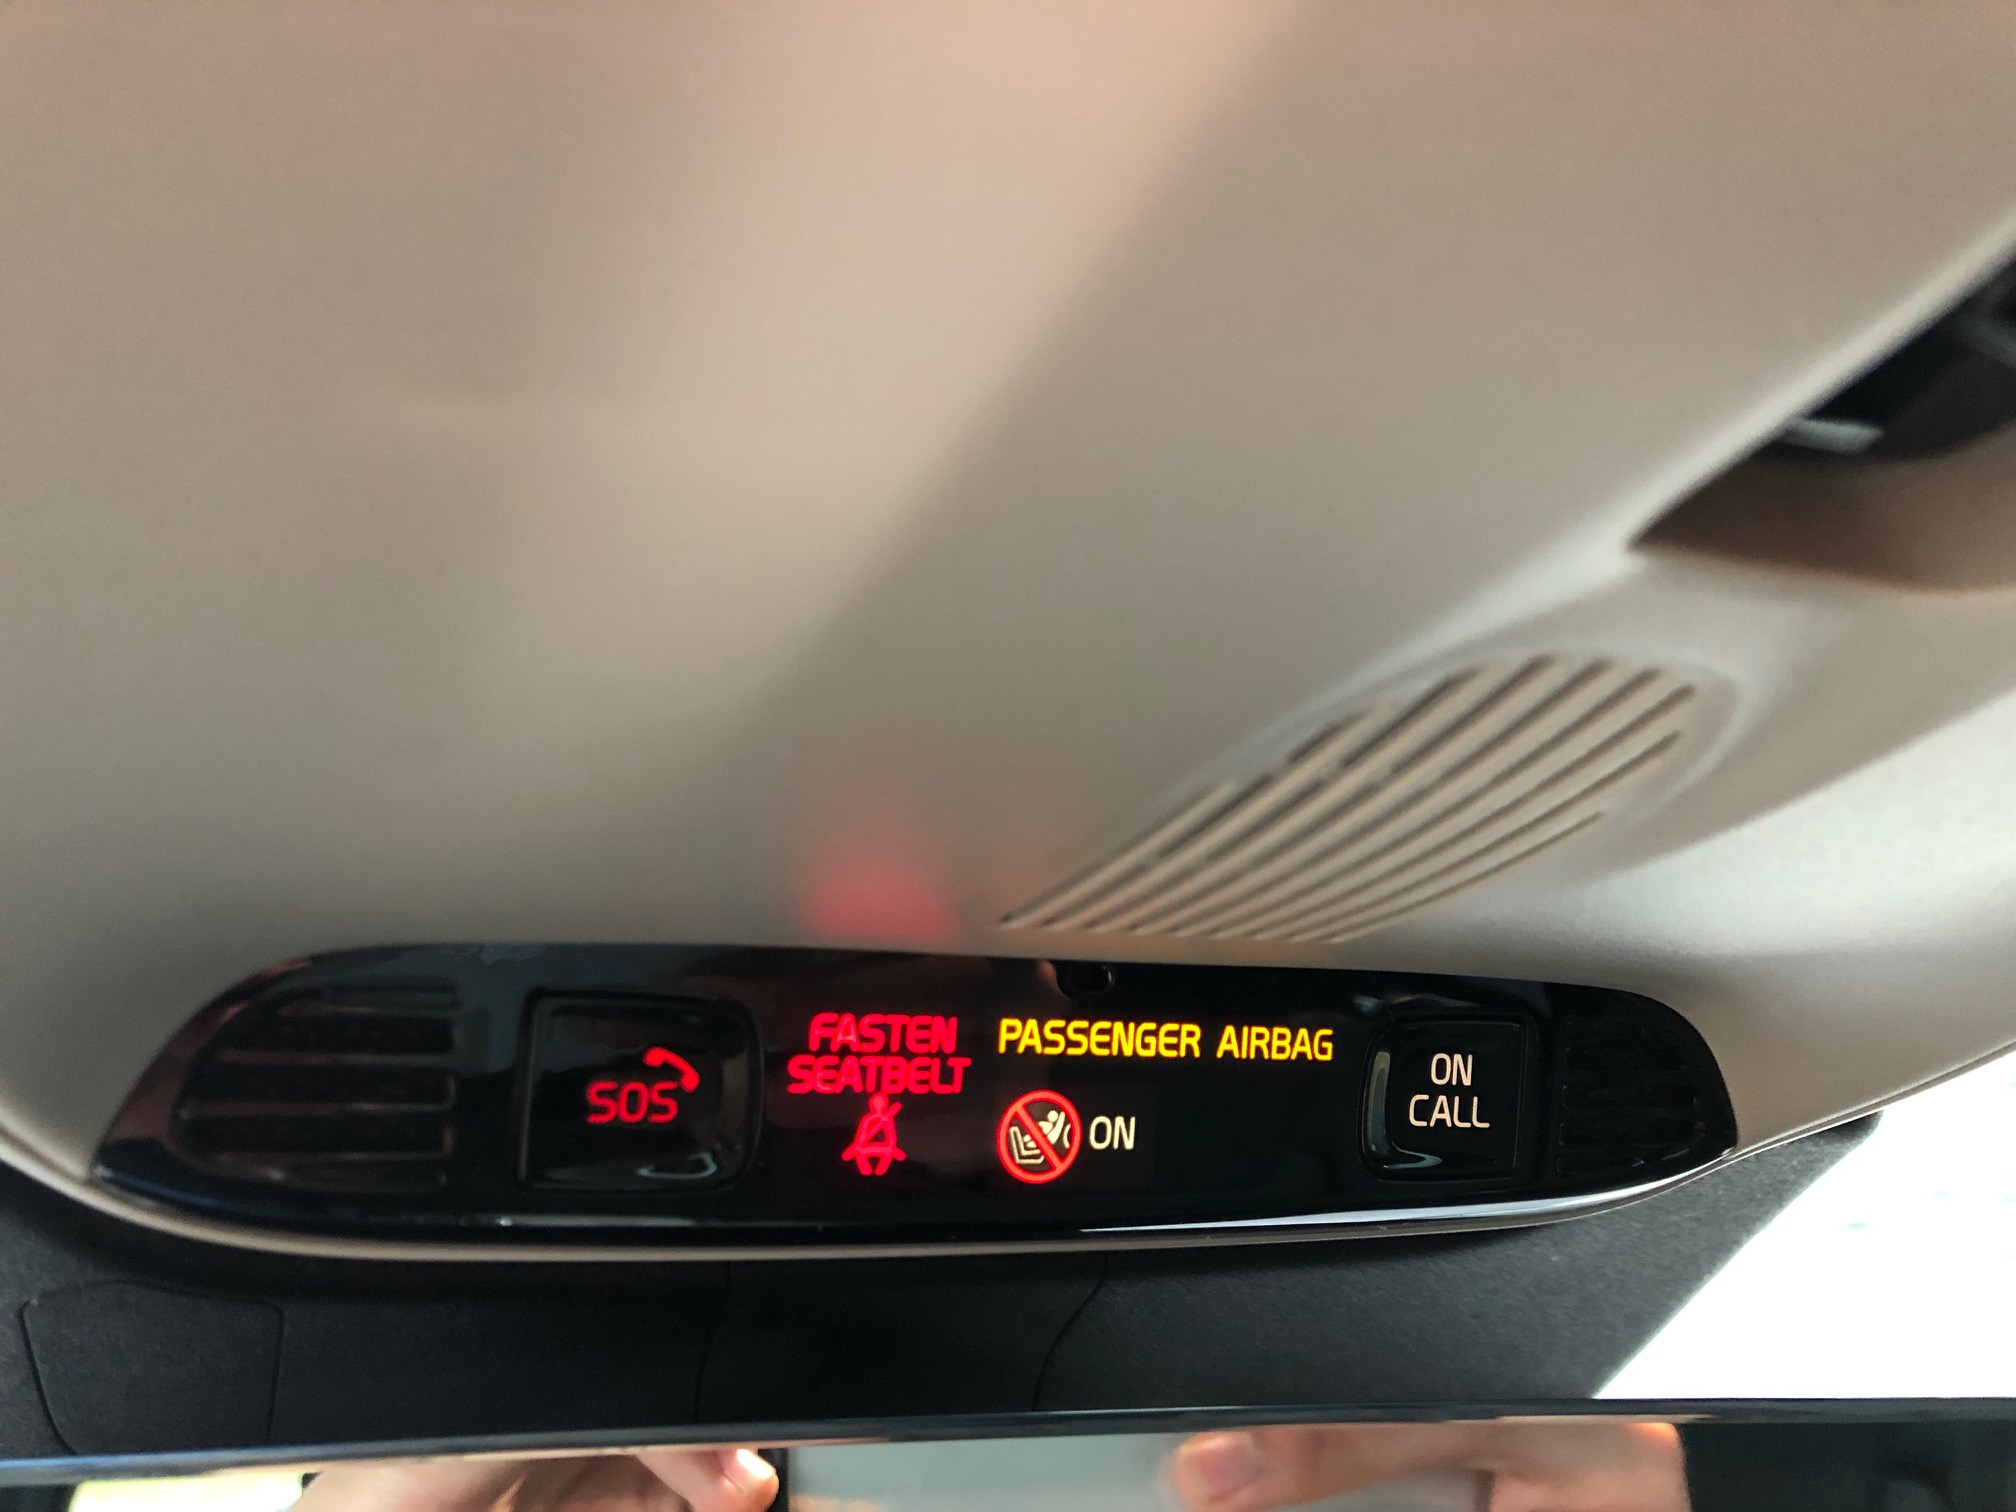 SOS
FASTEN
SEATBELT
PASSENGER AIRBAG
ON
ON
CALL